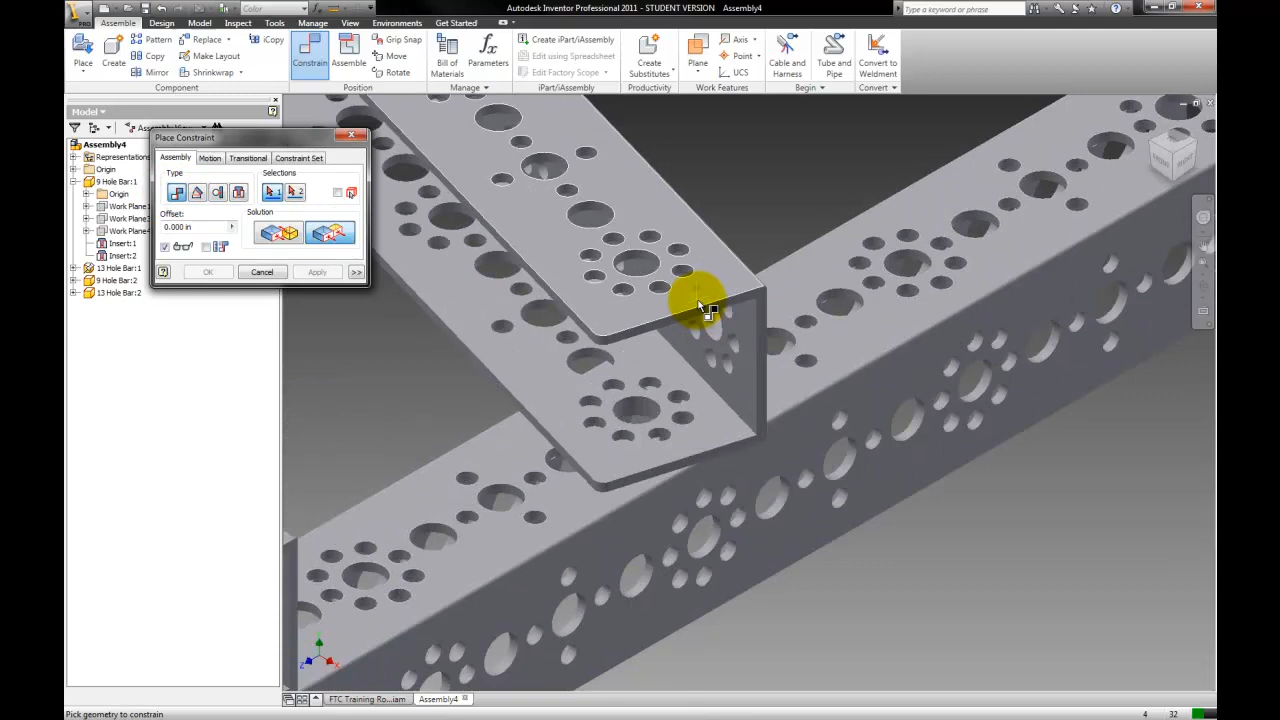 Autodesk Inventor Professional 2011 - STUDENT VERSION Assembly4
Color
Type a keyword or phrase
PRO
Assemble Design Model Inspect Tools Manage View Environments Get Started
Place
Create
Pattern
Copy
Mirror
Replace
Make Layout
Shrinkwrap
iCopy
Component
Constrain
Assemble
Grip Snap
Move
Rotate
Position
Bill of
Materials
Parameters
Manage
Create iPart/iAssembly
Edit using Spreadsheet
Edit Factory Scope
iPart/iAssembly
Create
Substitutes
Productivity
Plane
Axis
Point
UCS
Work Features
Cable and
Harness
Tube and
Pipe
Begin
Convert to
Weldment
Convert
Model
Assembly4
Representations
Origin
9 Hole Bar:1
Origin
Insert:1
Insert:2
13 Hole Bar:1
9 Hole Bar:2
13 Hole Bar:2
Place Constraint
Assembly Motion Transitional Constraint Set
Type
Selections
1
2
Offset:
0.000 in
Solution
OK
Cancel
Apply
>>
FRONT RIGHT
Y
Z
X
FTC Training Ro...iam
Assembly4
Pick geometry to constrain
4 32